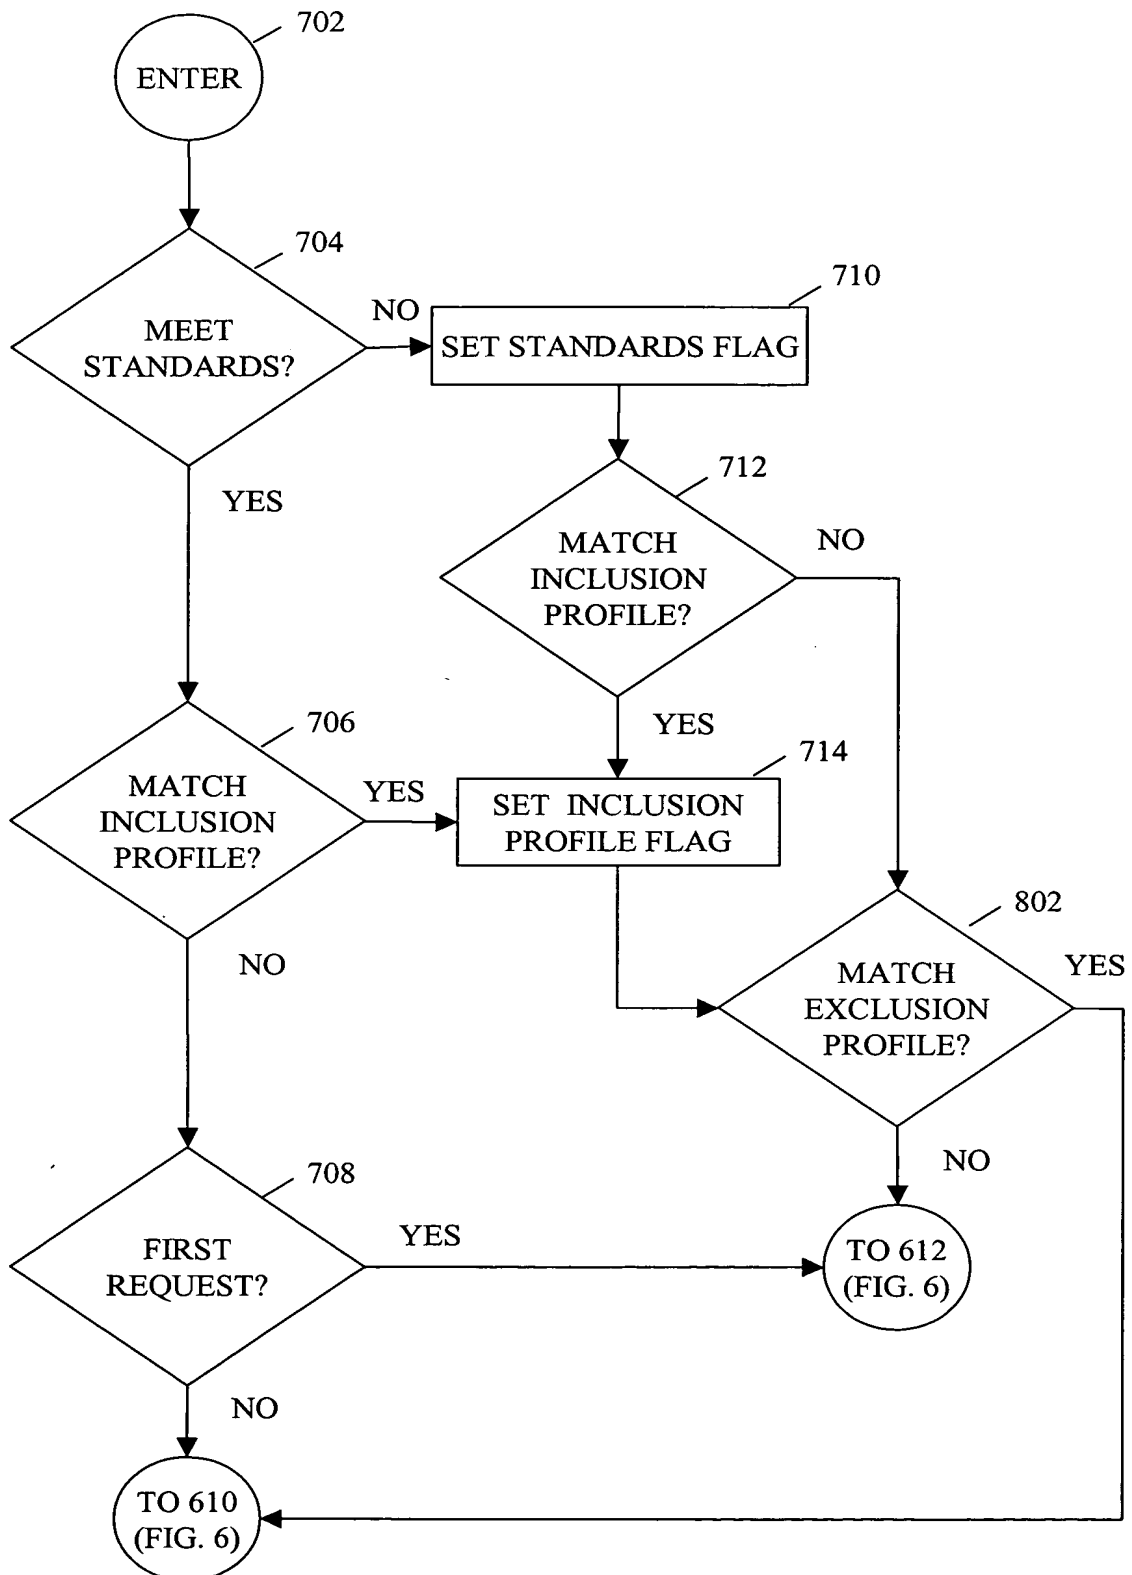 702
ENTER
704
MEET
STANDARDS?
NO
710
SET STANDARDS FLAG
YES
712
MATCH
INCLUSION
PROFILE?
NO
YES
706
MATCH
INCLUSION
PROFILE?
YES
714
SET INCLUSION
PROFILE FLAG
NO
802
MATCH
EXCLUSION
PROFILE?
YES
NO
708
FIRST
REQUEST?
YES
TO 612
(FIG. 6)
NO
TO 610
(FIG. 6)